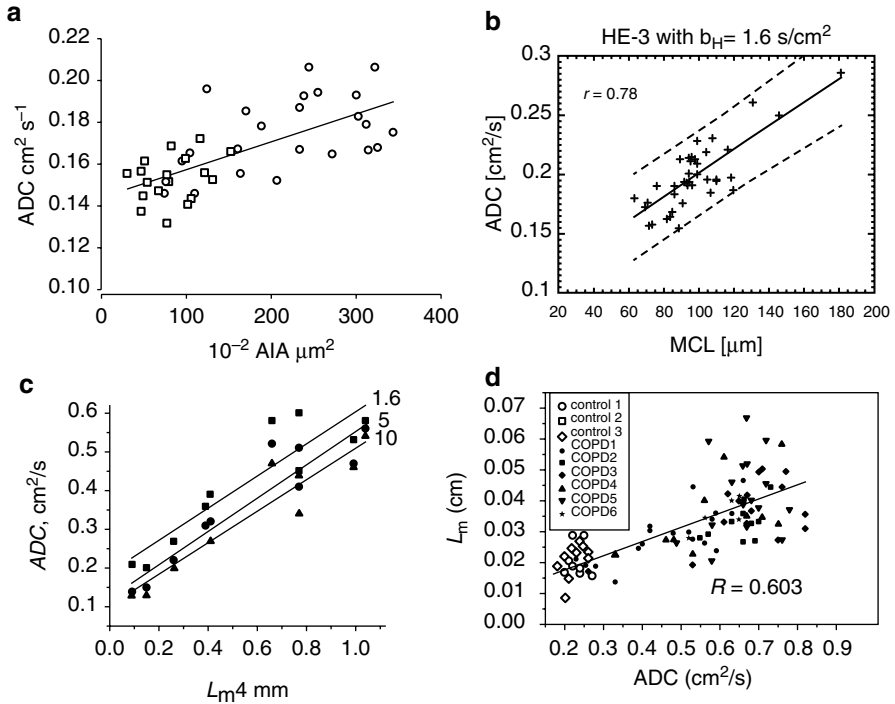 a
0.22
0.20
0.18
0.16
0.14
0.12
0.10
ADC cm² s⁻¹
0
100
200
300
400
10⁻² AIA μm²
b
HE-3 with b_H= 1.6 s/cm²
r = 0.78
0.3
0.25
0.2
0.15
0.1
ADC [cm²/s]
20 40 60 80 100 120 140 160 180 200
MCL [μm]
c
1.6
5
10
0.6
0.5
0.4
0.3
0.2
0.1
ADC, cm²/s
0.0 0.2 0.4 0.6 0.8 1.0
L_m4 mm
d
control 1
control 2
control 3
COPD1
COPD2
COPD3
COPD4
COPD5
COPD6
0.07
0.06
0.05
0.04
0.03
0.02
0.01
0.00
L_m (cm)
R = 0.603
0.2 0.3 0.4 0.5 0.6 0.7 0.8 0.9
ADC (cm²/s)